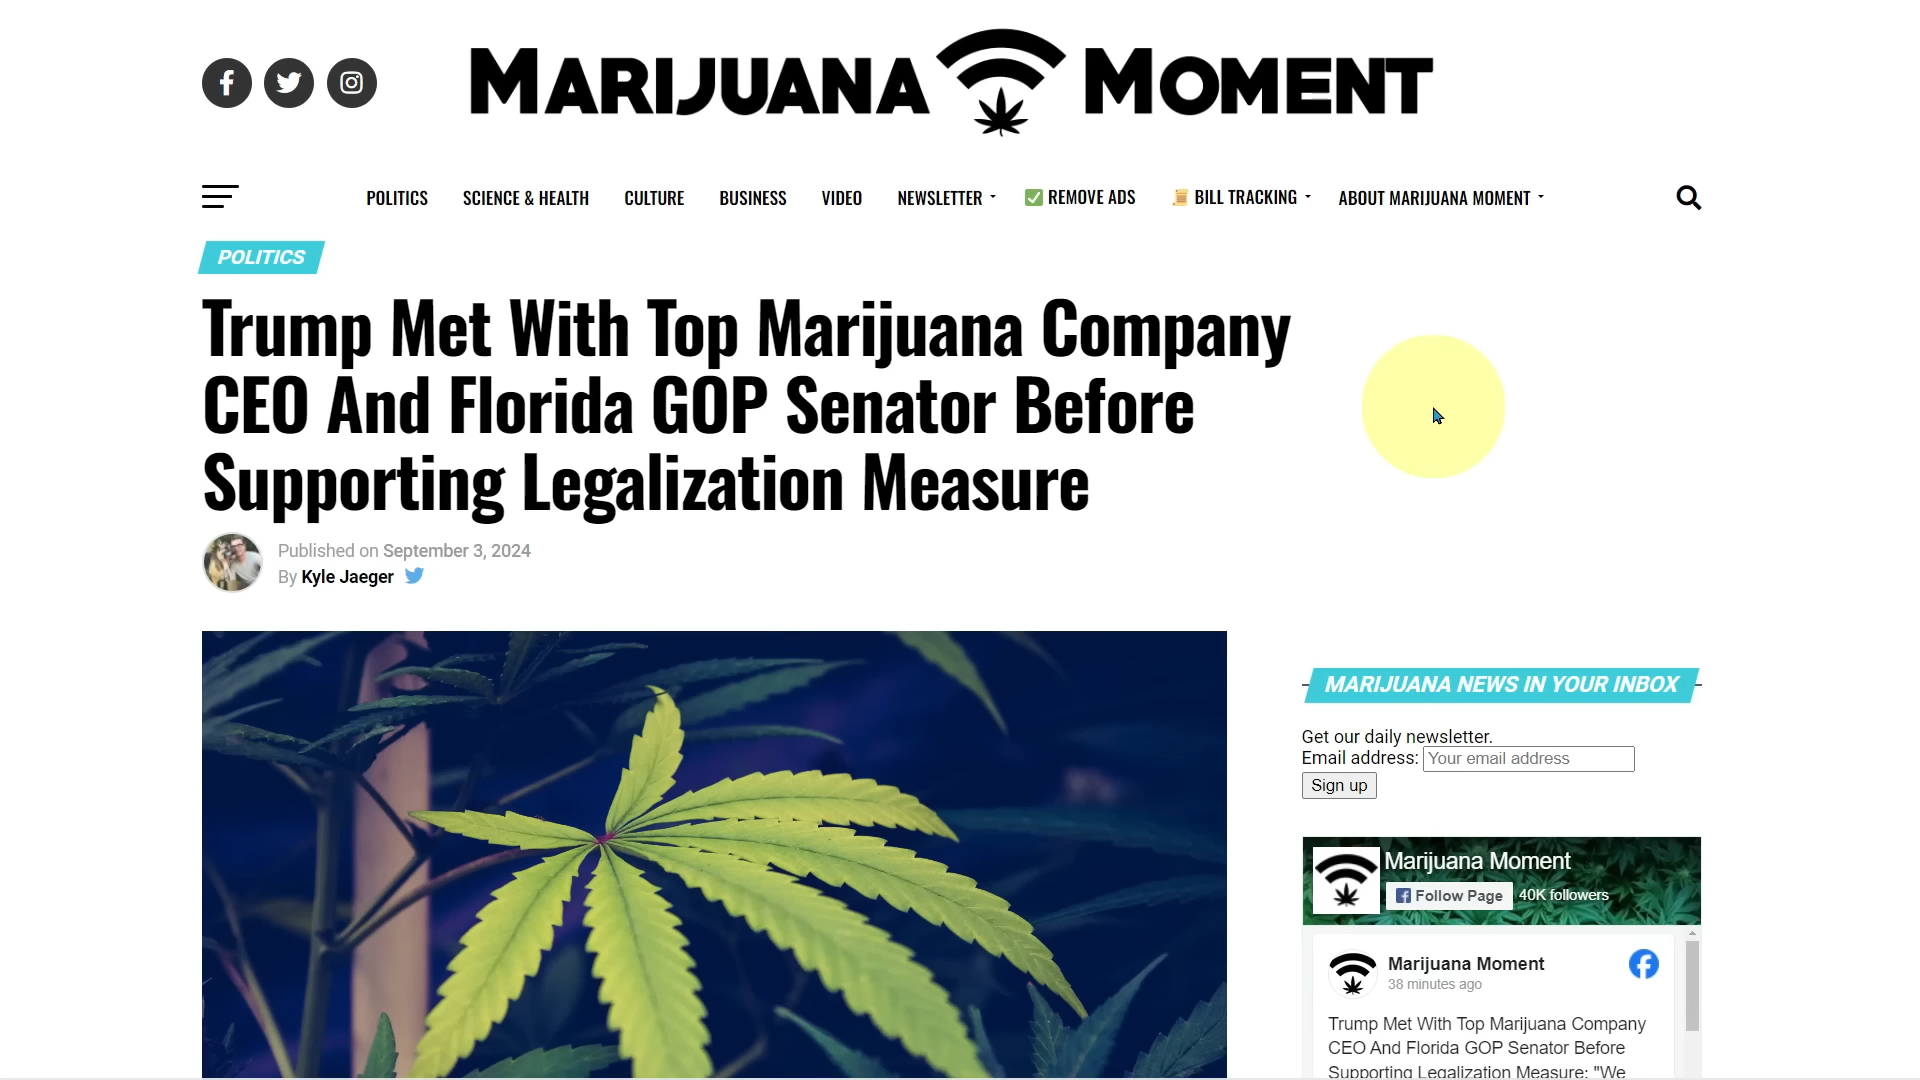 MARIJUANA MOMENT
POLITICS SCIENCE & HEALTH CULTURE BUSINESS VIDEO NEWSLETTER REMOVE ADS BILL TRACKING ABOUT MARIJUANA MOMENT
POLITICS
Trump Met With Top Marijuana Company
CEO And Florida GOP Senator Before
Supporting Legalization Measure
Published on September 3, 2024
By Kyle Jaeger
MARIJUANA NEWS IN YOUR INBOX
Get our daily newsletter.
Email address: Your email address
Sign up
Marijuana Moment
Follow Page 40K followers
Marijuana Moment
38 minutes ago
Trump Met With Top Marijuana Company
CEO And Florida GOP Senator Before
Supporting Legalization Measure: "We